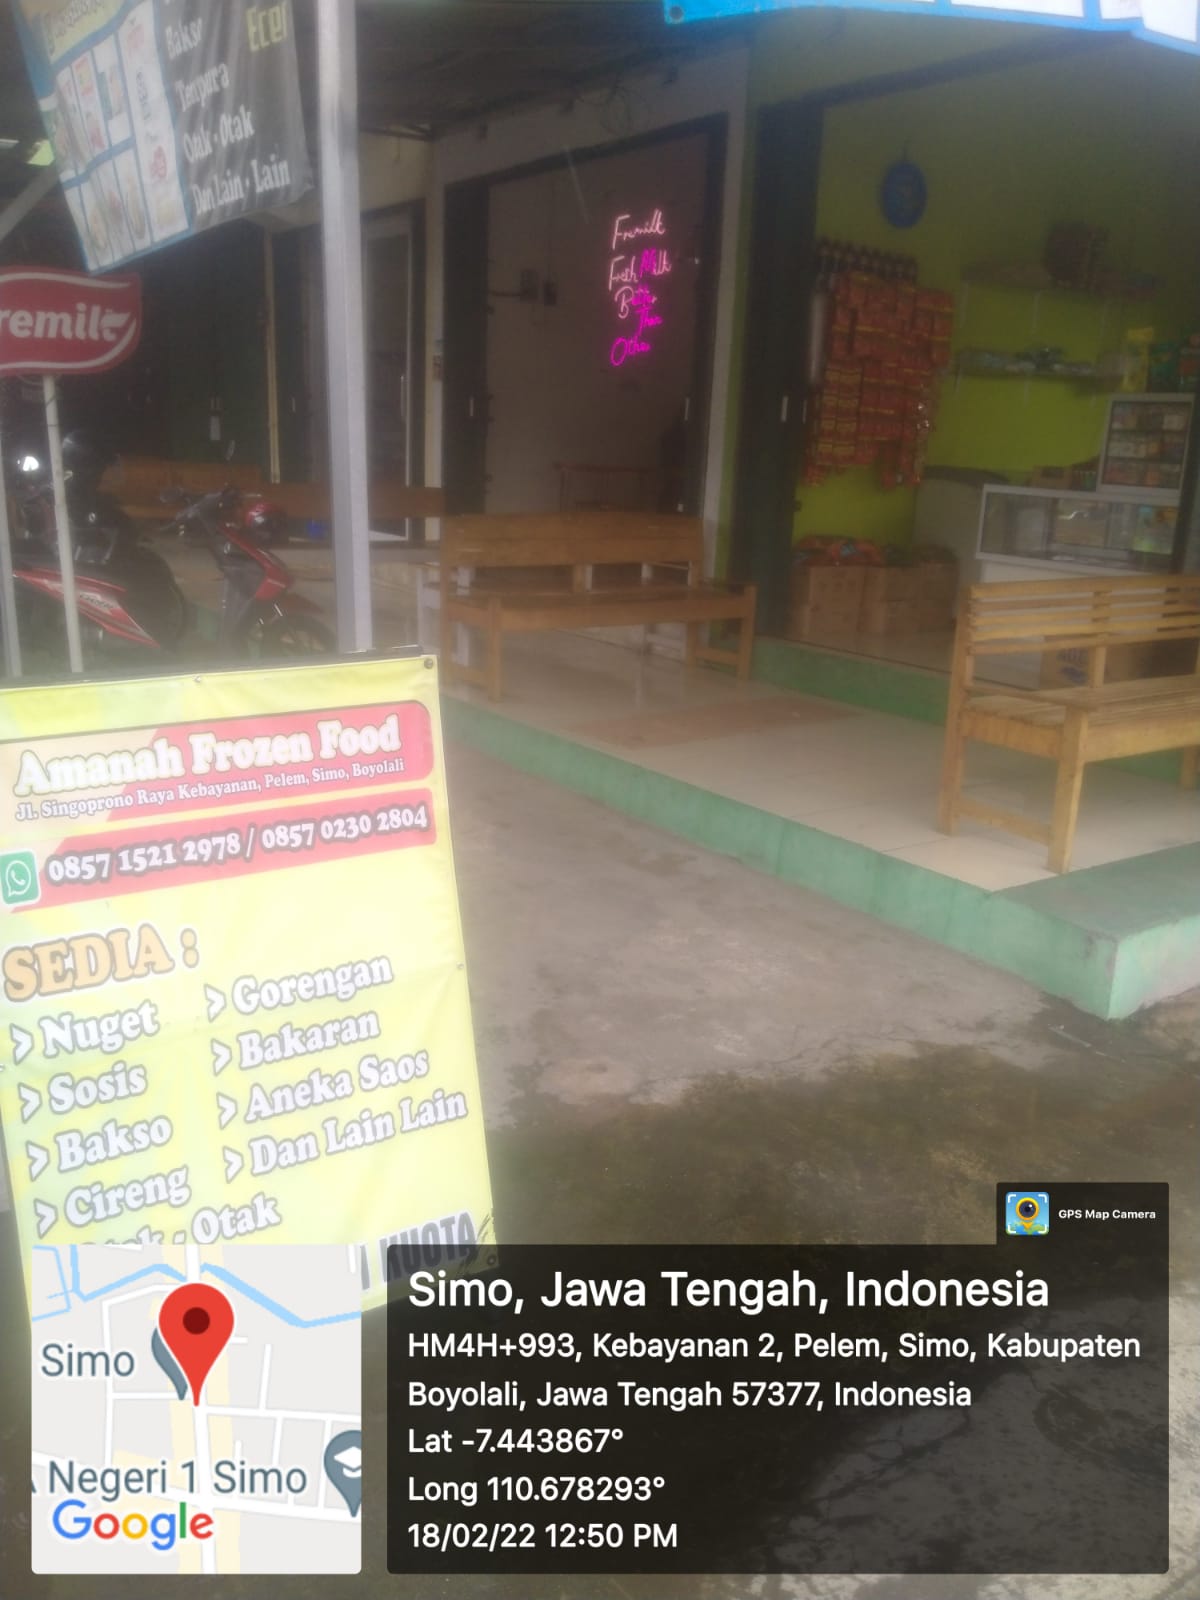 Ecer
Bakso
Tempura
Otak - Otak
Dan Lain - Lain
remilk
Fremilt
Fresh Milk
Better
Than
Other
Amanah Frozen Food
Jl. Singoprono Raya Kebayanan, Pelem, Simo, Boyolali
0857 1521 2978 / 0857 0230 2804
SEDIA :
> Nuget
> Sosis
> Bakso
> Cireng
- Otak
> Gorengan
> Bakaran
> Aneka Saos
> Dan Lain Lain
KUOTA
GPS Map Camera
Simo, Jawa Tengah, Indonesia
HM4H+993, Kebayanan 2, Pelem, Simo, Kabupaten
Boyolali, Jawa Tengah 57377, Indonesia
Lat -7.443867°
Long 110.678293°
18/02/22 12:50 PM
Simo
Negeri 1 Simo
Google